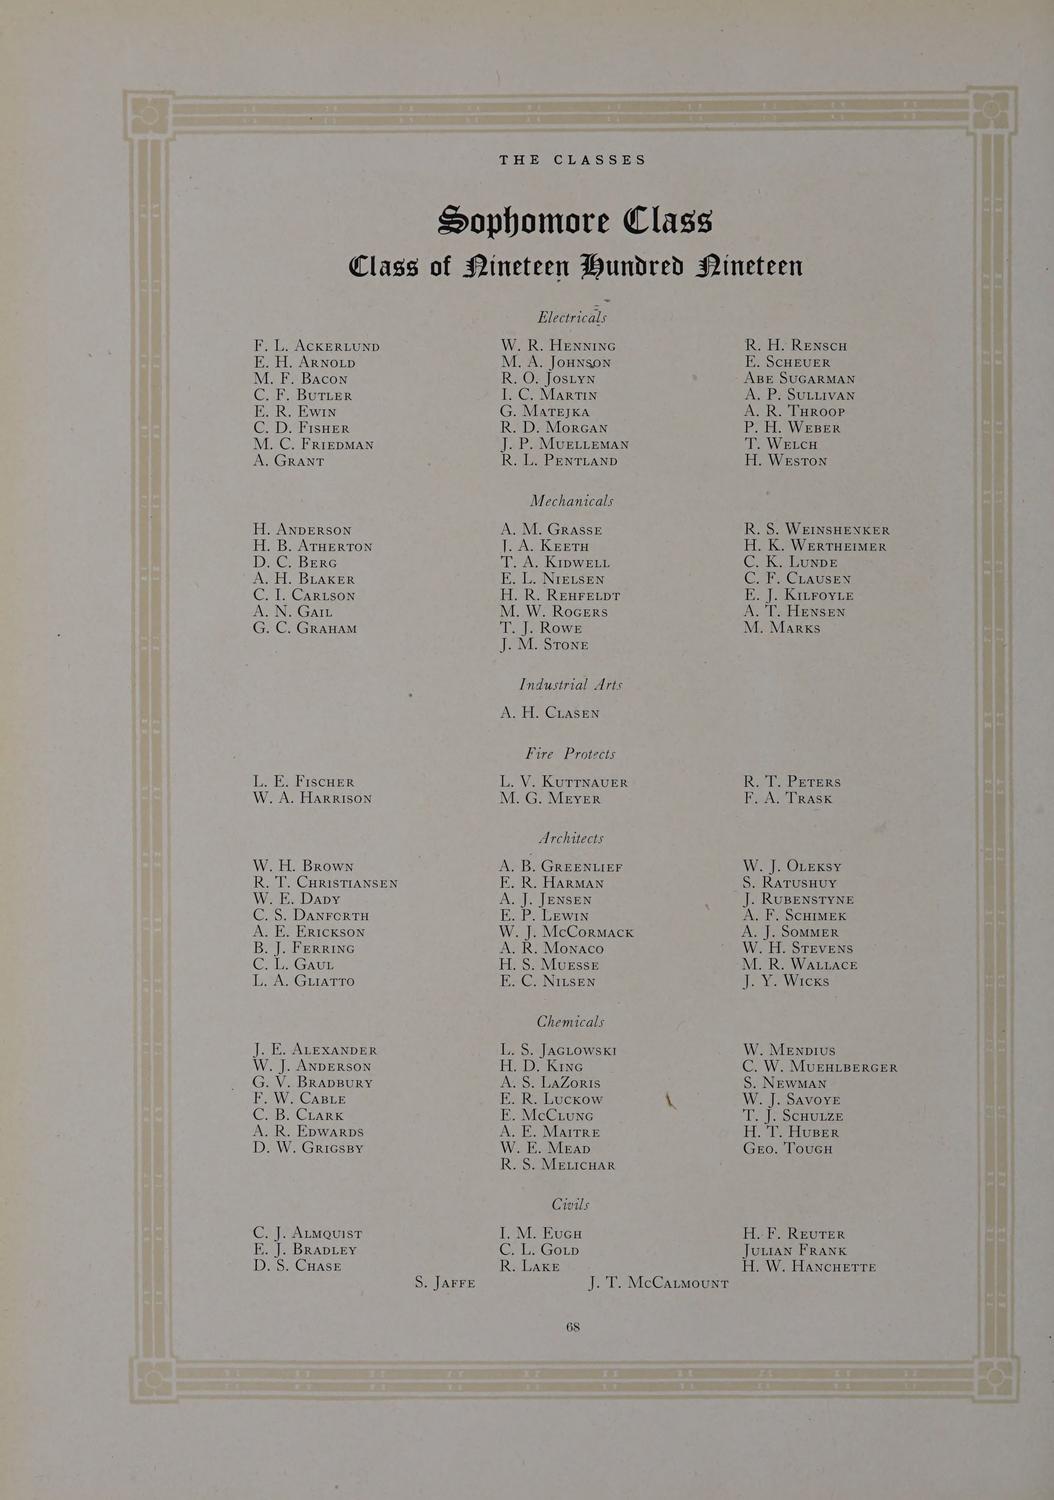 THE CLASSES
Sophomore Class
Class of Nineteen Hundred Nineteen
Electricals
F. L. Ackerlund W. R. Henning R. H. Rensch
E. H. Arnold M. A. Johnson E. Scheuer
M. F. Bacon R. O. Joslyn Abe Sugarman
C. F. Butler I. C. Martin A. P. Sullivan
E. R. Ewin G. Matejka A. R. Throop
C. D. Fisher R. D. Morgan P. H. Weber
M. C. Friedman J. P. Muelleman T. Welch
A. Grant R. L. Pentland H. Weston
Mechanicals
H. Anderson A. M. Grasse R. S. Weinshenker
H. B. Atherton J. A. Keeth H. K. Wertheimer
D. C. Berg T. A. Kidwell C. K. Lunde
A. H. Blaker E. L. Nielsen C. F. Clausen
C. I. Carlson H. R. Rehfeldt E. J. Kilfoyle
A. N. Gail M. W. Rogers A. T. Hensen
G. C. Graham T. J. Rowe M. Marks
J. M. Stone
Industrial Arts
A. H. Clasen
Fire Protects
L. E. Fischer L. V. Kuttnauer R. T. Peters
W. A. Harrison M. G. Meyer F. A. Trask
Architects
W. H. Brown A. B. Greenlief W. J. Oleksy
R. T. Christiansen E. R. Harman S. Ratushuy
W. E. Dady A. J. Jensen J. Rubenstyne
C. S. Danforth E. P. Lewin A. F. Schimek
A. E. Erickson W. J. McCormack A. J. Sommer
B. J. Ferring A. R. Monaco W. H. Stevens
C. L. Gaul H. S. Muesse M. R. Wallace
L. A. Gliatto E. C. Nilsen J. Y. Wicks
Chemicals
J. E. Alexander L. S. Jaglowski W. Mendius
W. J. Anderson H. D. King C. W. Muehlberger
G. V. Bradbury A. S. LaZoris S. Newman
F. W. Cable E. R. Luckow W. J. Savoye
C. B. Clark E. McClung T. J. Schulze
A. R. Edwards A. E. Maitre H. T. Huber
D. W. Grigsby W. E. Mead Geo. Tough
R. S. Melichar
Civils
C. J. Almquist I. M. Eugh H. F. Reuter
E. J. Bradley C. L. Gold Julian Frank
D. S. Chase R. Lake H. W. Hanchette
S. Jaffe J. T. McCalmount
68